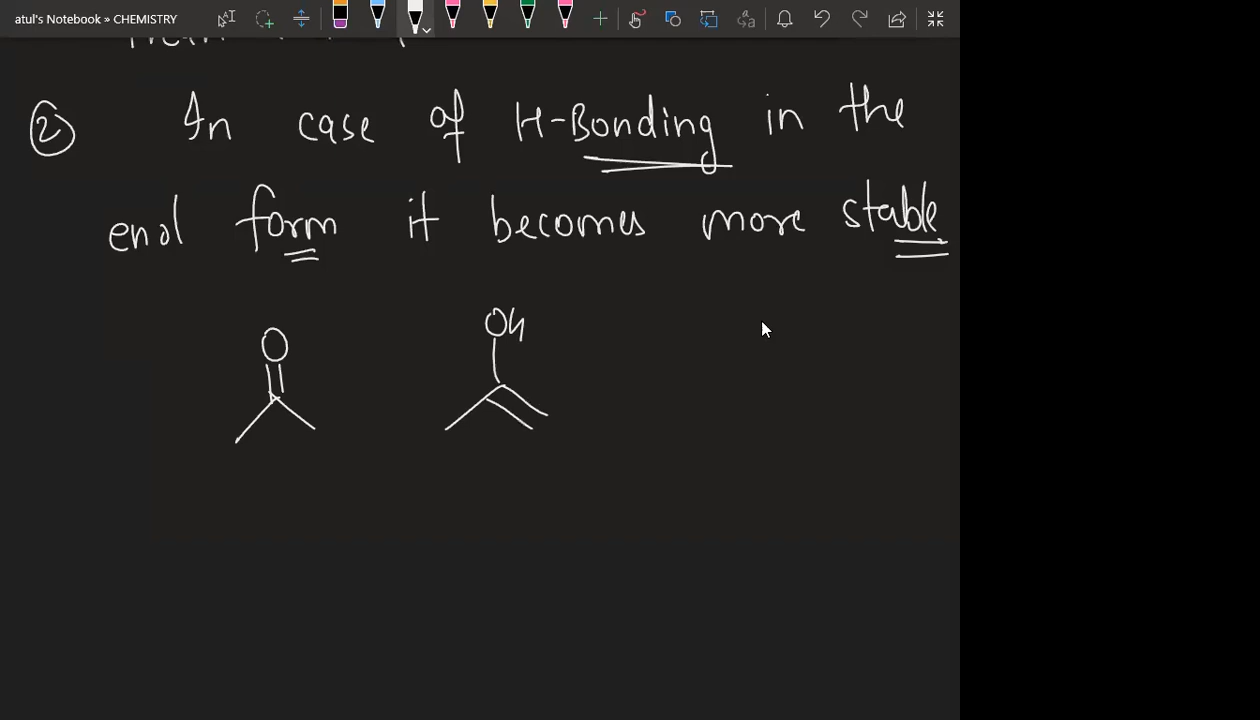 atul's Notebook » CHEMISTRY
② In case of H-Bonding in the
enol form it becomes more stable
O
OH